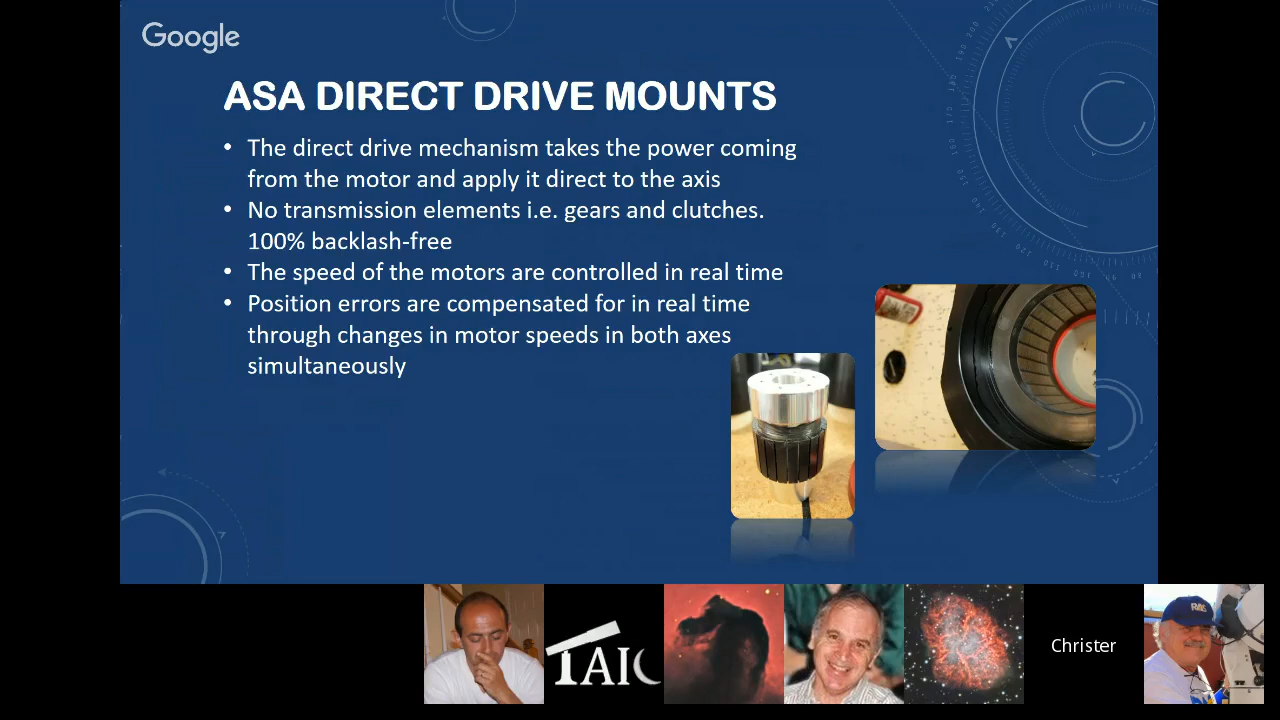 Google
ASA DIRECT DRIVE MOUNTS
• The direct drive mechanism takes the power coming
from the motor and apply it direct to the axis
• No transmission elements i.e. gears and clutches.
100% backlash-free
• The speed of the motors are controlled in real time
• Position errors are compensated for in real time
through changes in motor speeds in both axes
simultaneously
TAIC
Christer